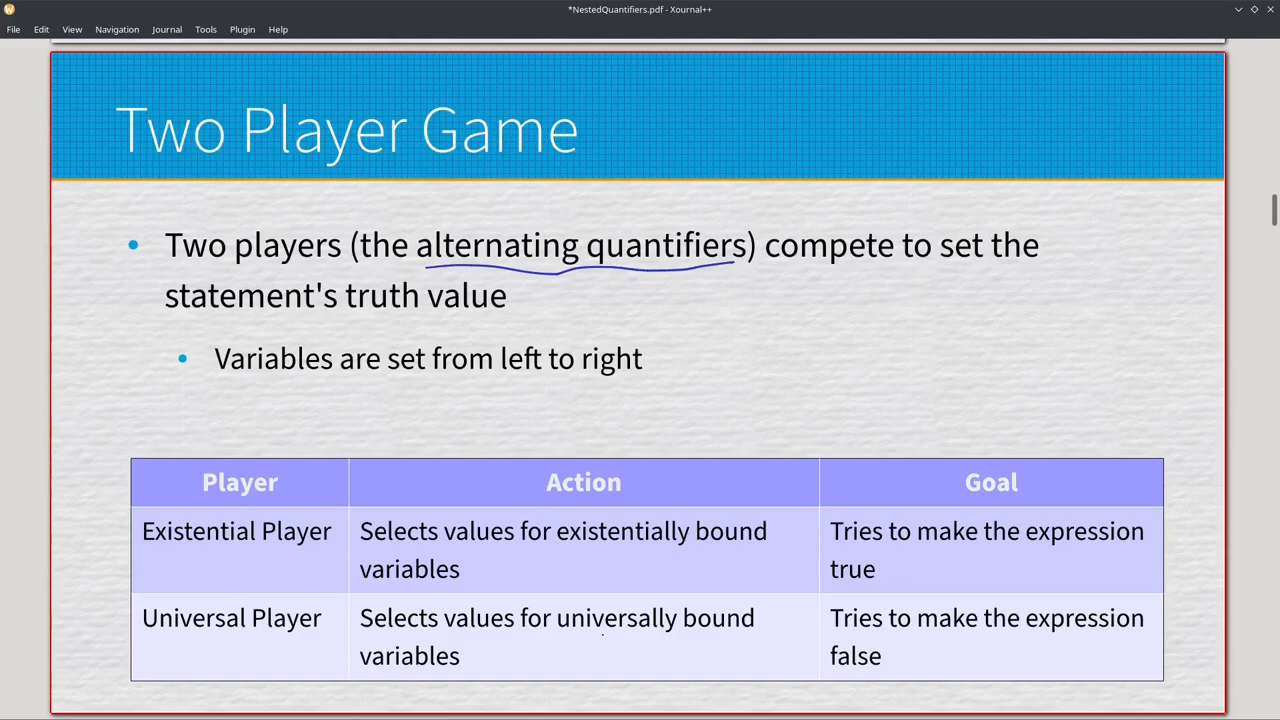 *NestedQuantifiers.pdf - Xournal++
File Edit View Navigation Journal Tools Plugin Help
Two Player Game
• Two players (the alternating quantifiers) compete to set the
statement's truth value
• Variables are set from left to right
Player Action Goal
Existential Player Selects values for existentially bound Tries to make the expression
variables true
Universal Player Selects values for universally bound Tries to make the expression
variables false